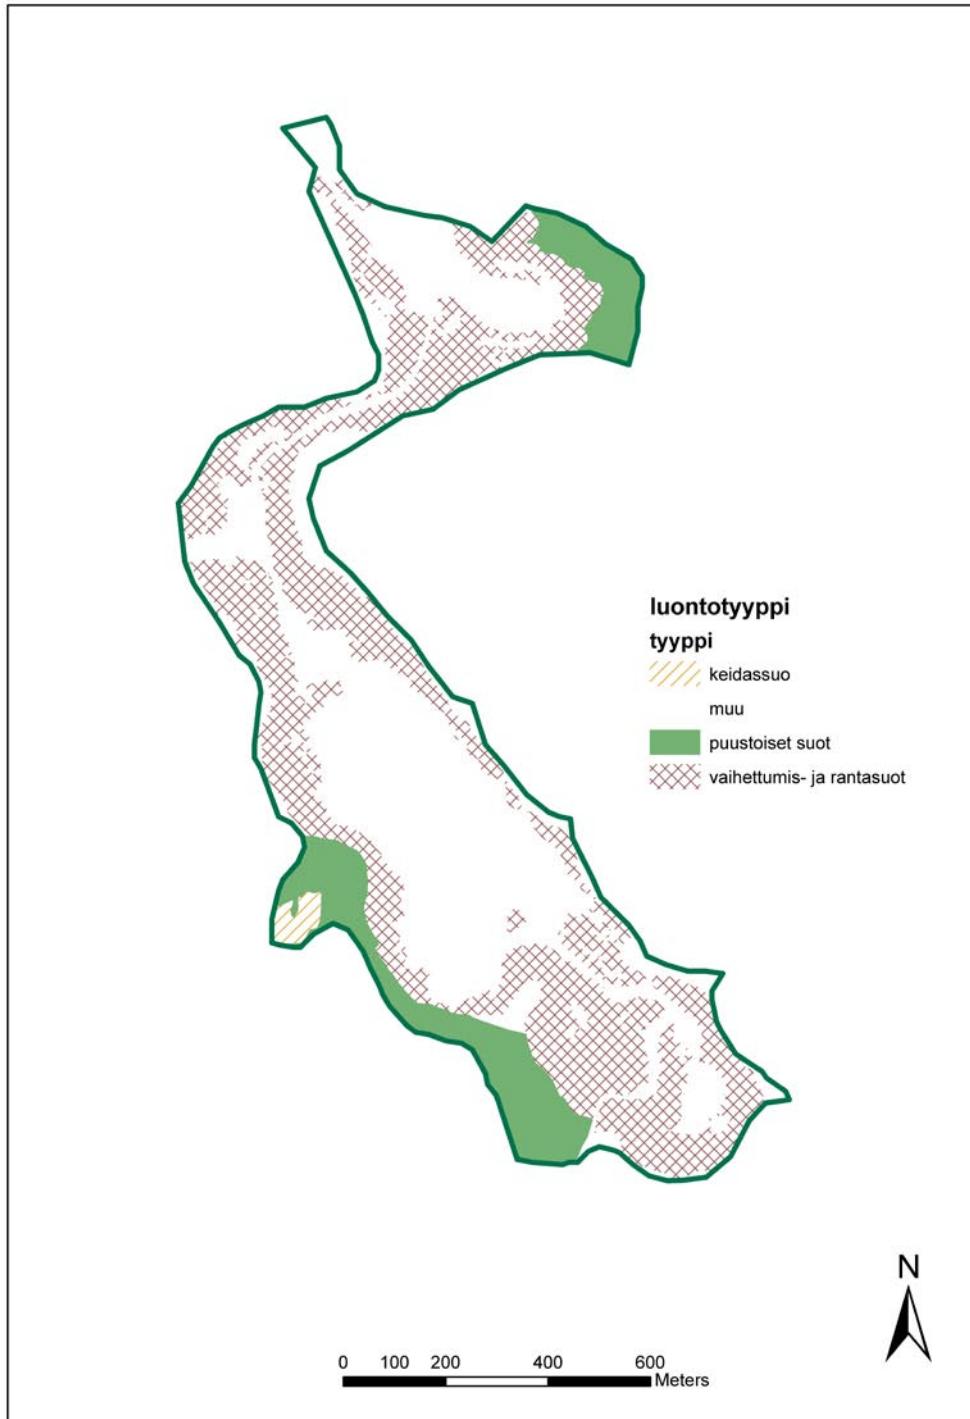 luontotyyppi
tyyppi
keidassuo
muu
puustoiset suot
vaihettumis- ja rantasuot
N
0 100 200 400 600
Meters